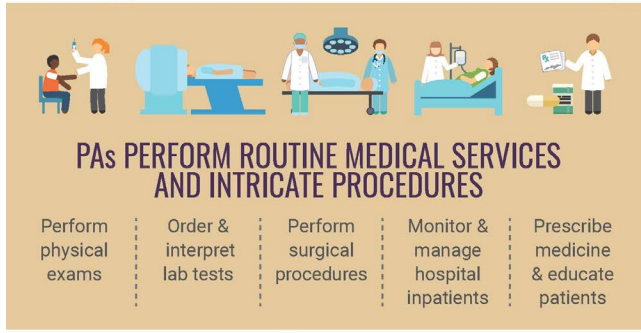 PAs PERFORM ROUTINE MEDICAL SERVICES
AND INTRICATE PROCEDURES
Perform
physical
exams
Order &
interpret
lab tests
Perform
surgical
procedures
Monitor &
manage
hospital
inpatients
Prescribe
medicine
& educate
patients